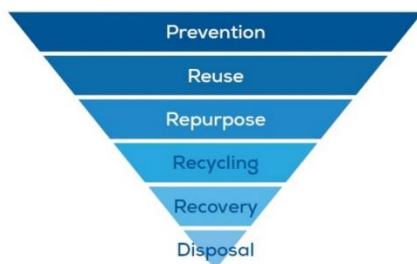 Prevention
Reuse
Repurpose
Recycling
Recovery
Disposal